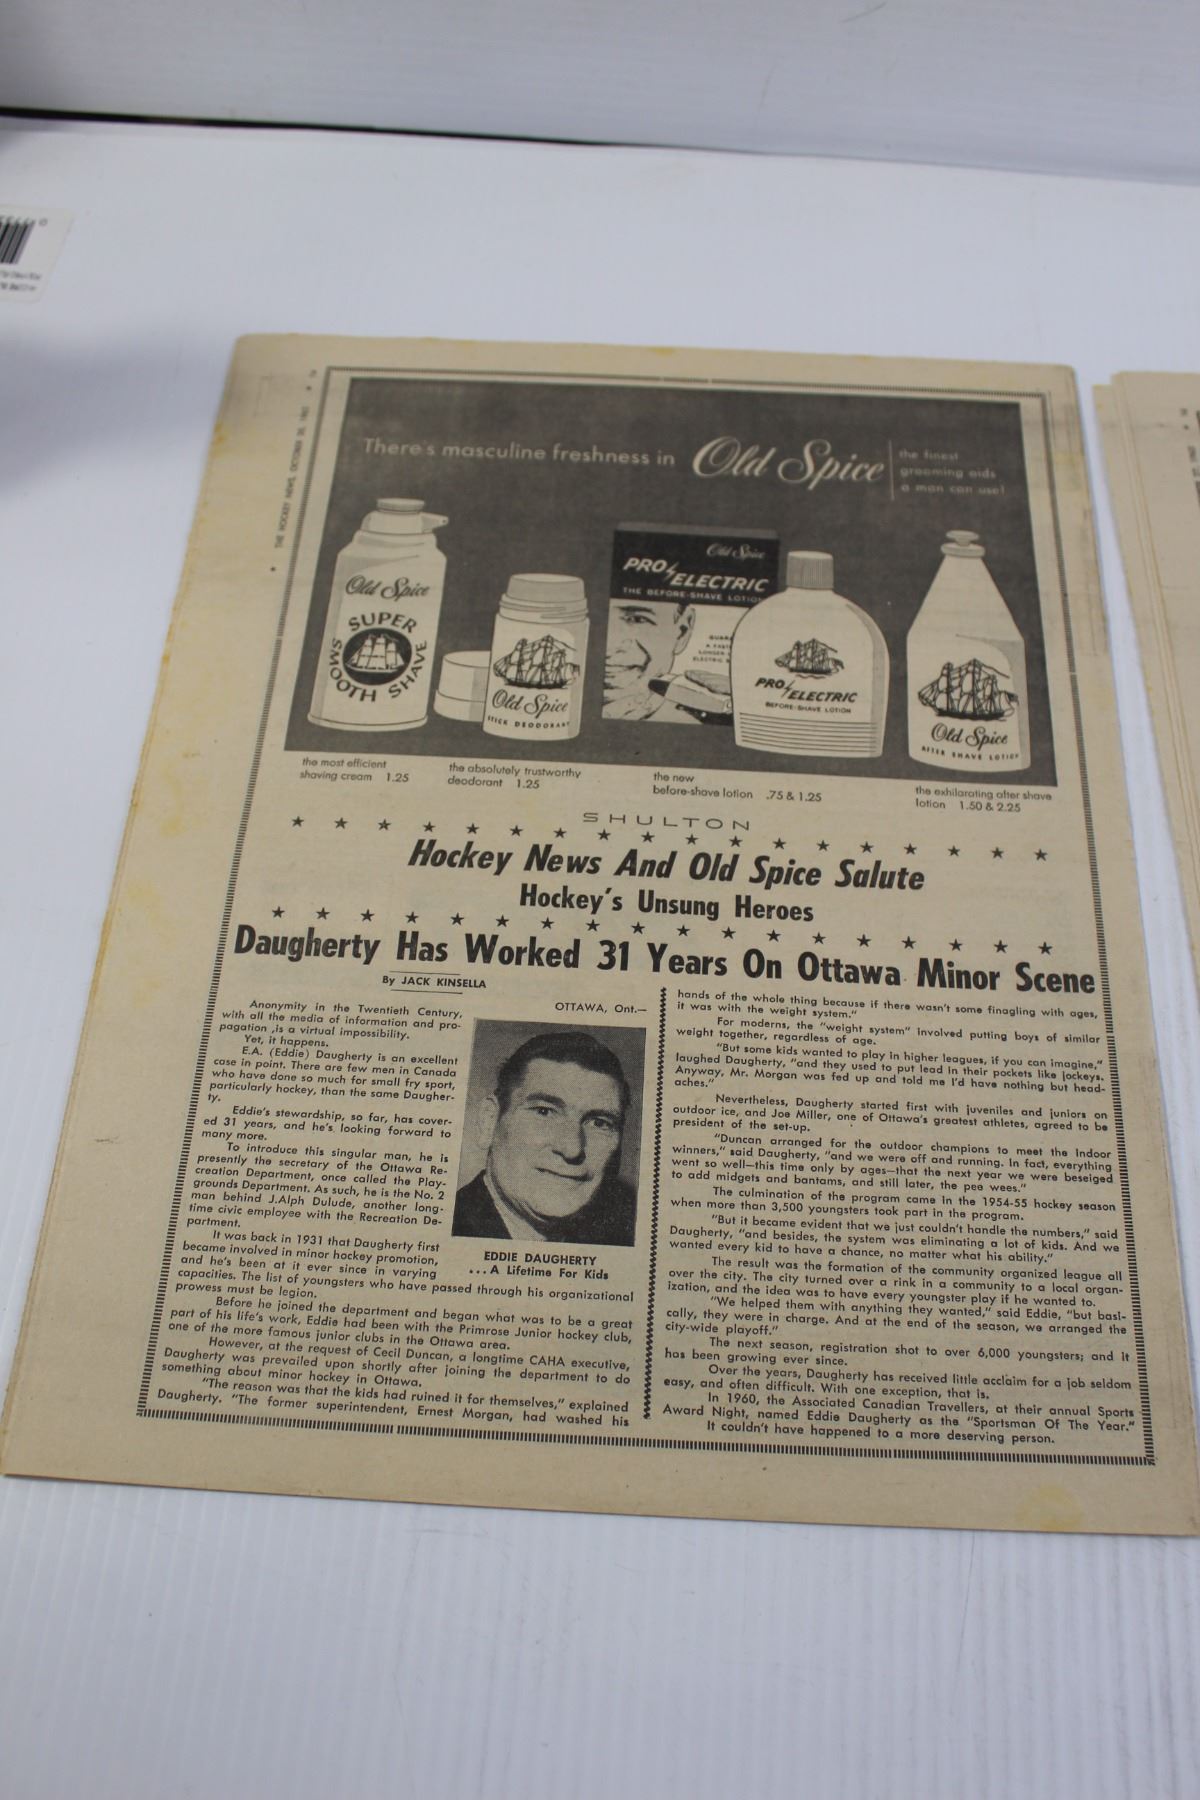 THE HOCKEY NEWS, OCTOBER 20, 1962
There's masculine freshness in Old Spice
the finest
grooming aids
a man can use!
Old Spice
SUPER
SMOOTH SHAVE
Old Spice
STICK DEODORANT
Old Spice
PRO ELECTRIC
THE BEFORE-SHAVE LOTION
PRO ELECTRIC
BEFORE-SHAVE LOTION
Old Spice
AFTER SHAVE LOTION
the most efficient
shaving cream 1.25
the absolutely trustworthy
deodorant 1.25
the new
before-shave lotion .75 & 1.25
the exhilarating after shave
lotion 1.50 & 2.25
SHULTON
Hockey News And Old Spice Salute
Hockey's Unsung Heroes
Daugherty Has Worked 31 Years On Ottawa Minor Scene
By JACK KINSELLA
OTTAWA, Ont.—
Anonymity in the Twentieth Century,
with all the media of information and pro-
pagation ,is a virtual impossibility.
Yet, it happens.
E.A. (Eddie) Daugherty is an excellent
case in point. There are few men in Canada
who have done so much for small fry sport,
particularly hockey, than the same Daugher-
ty.
Eddie's stewardship, so far, has cover-
ed 31 years, and he's looking forward to
many more.
To introduce this singular man, he is
presently the secretary of the Ottawa Re-
creation Department, once called the Play-
grounds Department. As such, he is the No. 2
man behind J.Alph Dulude, another long-
time civic employee with the Recreation De-
partment.
It was back in 1931 that Daugherty first
became involved in minor hockey promotion,
and he's been at it ever since in varying
capacities. The list of youngsters who have passed through his organizational
prowess must be legion.
Before he joined the department and began what was to be a great
part of his life's work, Eddie had been with the Primrose Junior hockey club,
one of the more famous junior clubs in the Ottawa area.
However, at the request of Cecil Duncan, a longtime CAHA executive,
Daugherty was prevailed upon shortly after joining the department to do
something about minor hockey in Ottawa.
"The reason was that the kids had ruined it for themselves," explained
Daugherty. "The former superintendent, Ernest Morgan, had washed his
EDDIE DAUGHERTY
. . . A Lifetime For Kids
hands of the whole thing because if there wasn't some finagling with ages,
it was with the weight system."
For moderns, the "weight system" involved putting boys of similar
weight together, regardless of age.
"But some kids wanted to play in higher leagues, if you can imagine,"
laughed Daugherty, "and they used to put lead in their pockets like jockeys.
Anyway, Mr. Morgan was fed up and told me I'd have nothing but head-
aches."
Nevertheless, Daugherty started first with juveniles and juniors on
outdoor ice, and Joe Miller, one of Ottawa's greatest athletes, agreed to be
president of the set-up.
"Duncan arranged for the outdoor champions to meet the Indoor
winners," said Daugherty, "and we were off and running. In fact, everything
went so well—this time only by ages—that the next year we were beseiged
to add midgets and bantams, and still later, the pee wees."
The culmination of the program came in the 1954-55 hockey season
when more than 3,500 youngsters took part in the program.
"But it became evident that we just couldn't handle the numbers," said
Daugherty, "and besides, the system was eliminating a lot of kids. And we
wanted every kid to have a chance, no matter what his ability."
The result was the formation of the community organized league all
over the city. The city turned over a rink in a community to a local organ-
ization, and the idea was to have every youngster play if he wanted to.
"We helped them with anything they wanted," said Eddie, "but basi-
cally, they were in charge. And at the end of the season, we arranged the
city-wide playoff."
The next season, registration shot to over 6,000 youngsters; and it
has been growing ever since.
Over the years, Daugherty has received little acclaim for a job seldom
easy, and often difficult. With one exception, that is.
In 1960, the Associated Canadian Travellers, at their annual Sports
Award Night, named Eddie Daugherty as the "Sportsman Of The Year."
It couldn't have happened to a more deserving person.